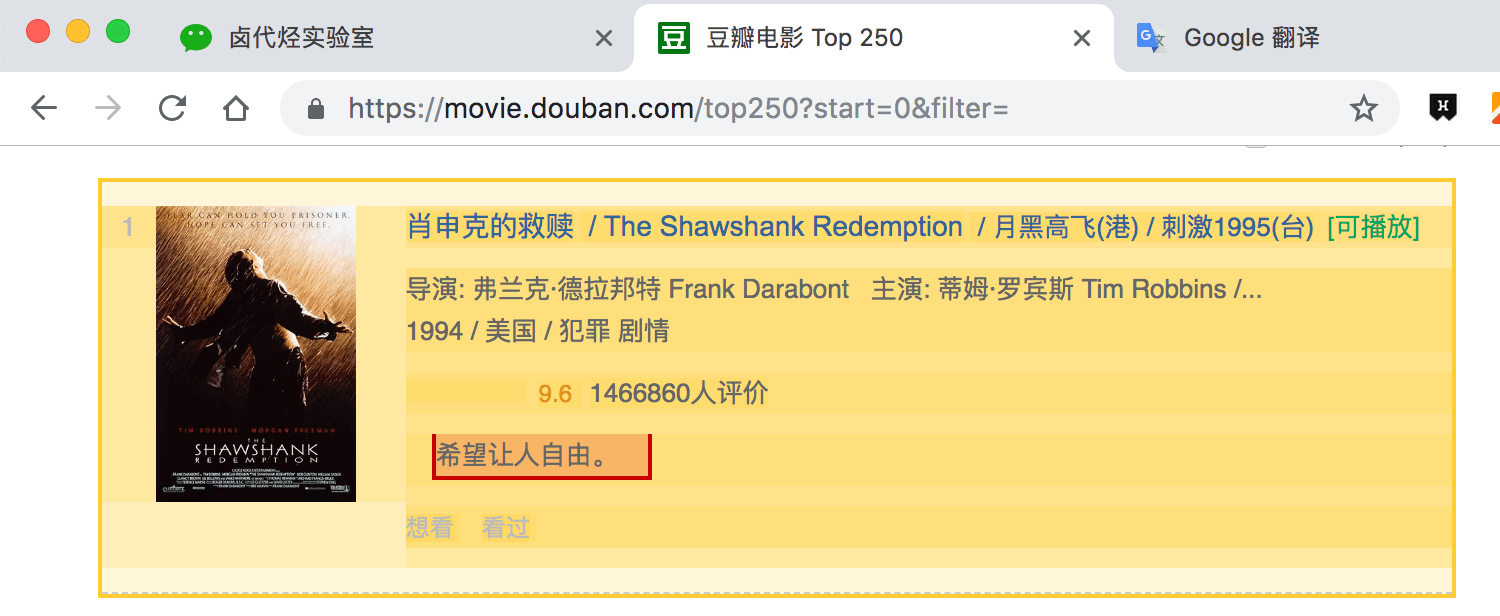 卤代烃实验室
豆瓣电影 Top 250
Google 翻译
https://movie.douban.com/top250?start=0&filter=
1
FEAR CAN HOLD YOU PRISONER.
HOPE CAN SET YOU FREE.
TIM ROBBINS MORGAN FREEMAN
THE
SHAWSHANK
REDEMPTION
肖申克的救赎 / The Shawshank Redemption / 月黑高飞(港) / 刺激1995(台) [可播放]
导演: 弗兰克·德拉邦特 Frank Darabont 主演: 蒂姆·罗宾斯 Tim Robbins /...
1994 / 美国 / 犯罪 剧情
9.6 1466860人评价
希望让人自由。
想看 看过